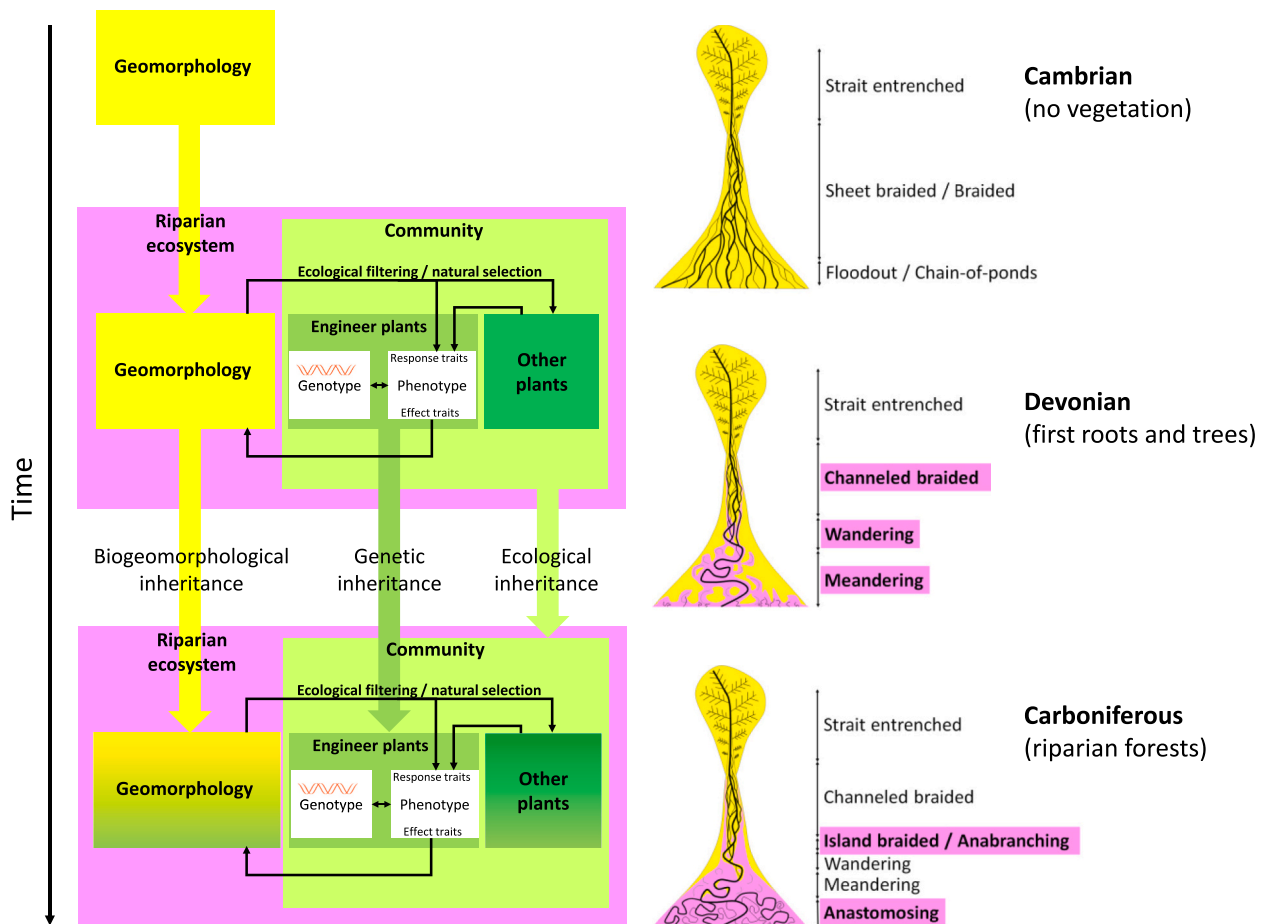 Time
Geomorphology
Riparian
ecosystem
Community
Ecological filtering / natural selection
Geomorphology
Engineer plants
Genotype
Response traits
Phenotype
Effect traits
Other
plants
Biogeomorphological
inheritance
Genetic
inheritance
Ecological
inheritance
Riparian
ecosystem
Community
Ecological filtering / natural selection
Geomorphology
Engineer plants
Genotype
Response traits
Phenotype
Effect traits
Other
plants
Strait entrenched
Sheet braided / Braided
Floodout / Chain-of-ponds
Cambrian
(no vegetation)
Strait entrenched
Channeled braided
Wandering
Meandering
Devonian
(first roots and trees)
Strait entrenched
Channeled braided
Island braided / Anabranching
Wandering
Meandering
Anastomosing
Carboniferous
(riparian forests)